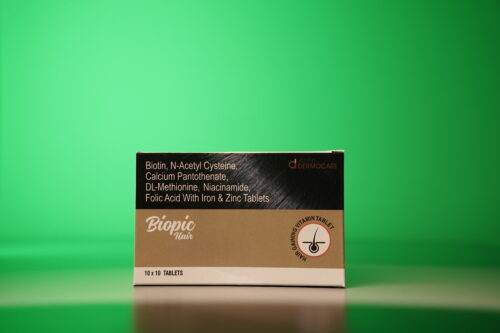 Biotin, N-Acetyl Cysteine,
Calcium Pantothenate,
DL-Methionine, Niacinamide,
Folic Acid With Iron & Zinc Tablets
DERMOCARE
Biopic
Hair
HAIR GAINING VITAMIN TABLET
10 x 10 TABLETS